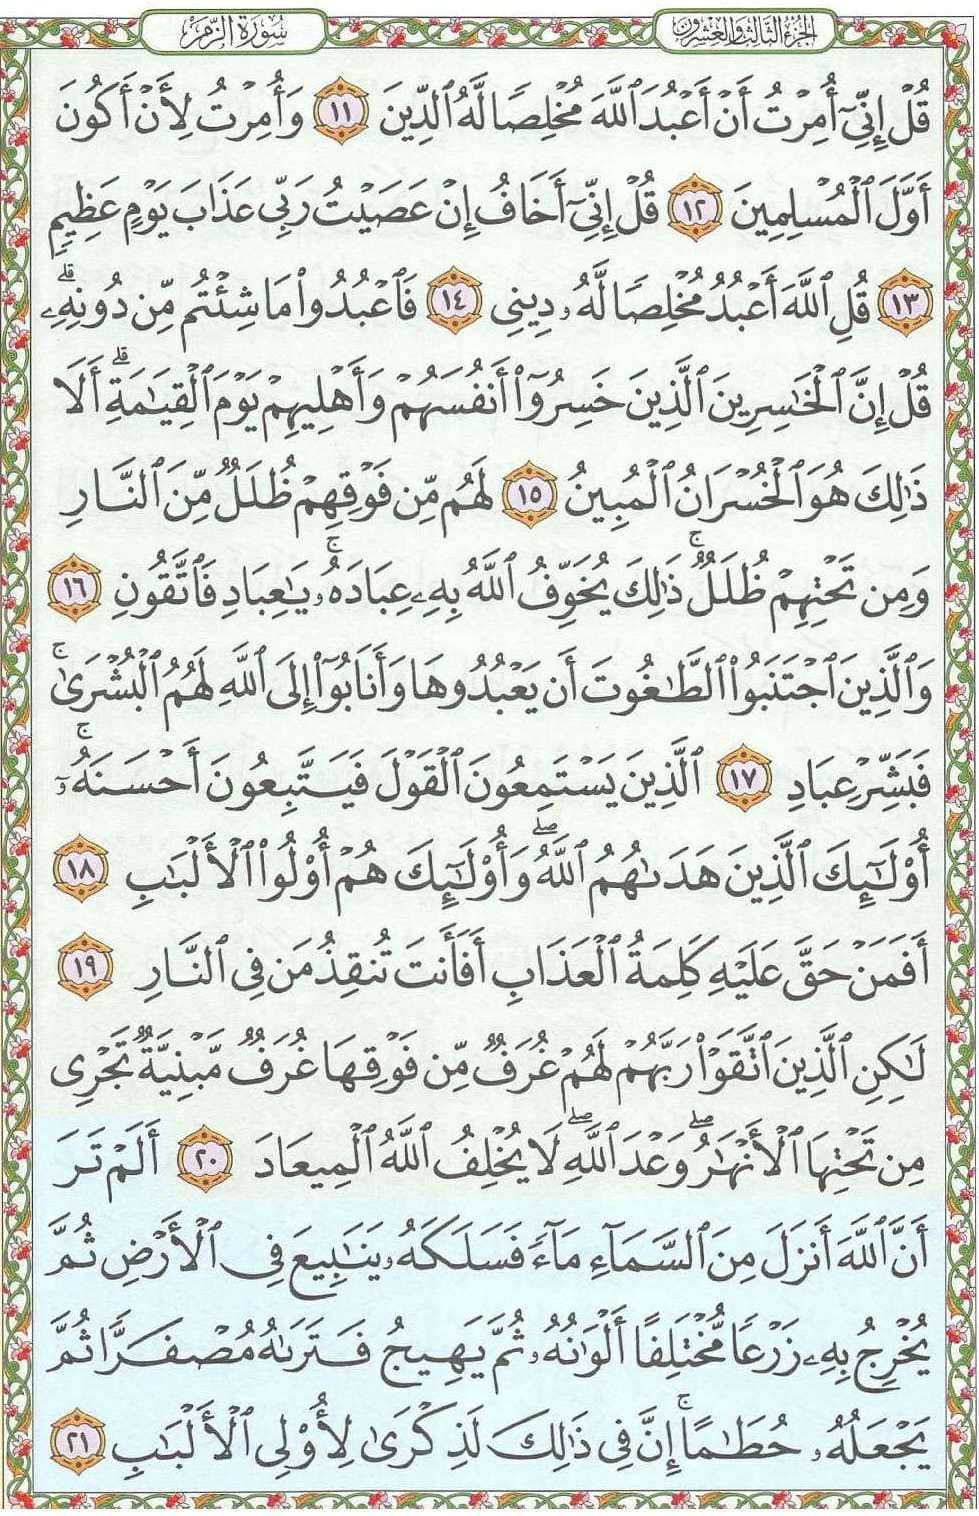 الجزء الثالث والعشرون
سورة الزمر
قُلْ إِنِّىٓ أُمِرْتُ أَنْ أَعْبُدَ ٱللَّهَ مُخْلِصًا لَّهُ ٱلدِّينَ ١١ وَأُمِرْتُ لِأَنْ أَكُونَ
أَوَّلَ ٱلْمُسْلِمِينَ ١٢ قُلْ إِنِّىٓ أَخَافُ إِنْ عَصَيْتُ رَبِّى عَذَابَ يَوْمٍ عَظِيمٍ
١٣ قُلِ ٱللَّهَ أَعْبُدُ مُخْلِصًا لَّهُۥ دِينِى ١٤ فَٱعْبُدُوا۟ مَا شِئْتُم مِّن دُونِهِۦۗ
قُلْ إِنَّ ٱلْخَـٰسِرِينَ ٱلَّذِينَ خَسِرُوٓا۟ أَنفُسَهُمْ وَأَهْلِيهِمْ يَوْمَ ٱلْقِيَـٰمَةِۗ أَلَا
ذَٰلِكَ هُوَ ٱلْخُسْرَانُ ٱلْمُبِينُ ١٥ لَهُم مِّن فَوْقِهِمْ ظُلَلٌ مِّنَ ٱلنَّارِ
وَمِن تَحْتِهِمْ ظُلَلٌۚ ذَٰلِكَ يُخَوِّفُ ٱللَّهُ بِهِۦ عِبَادَهُۥۚ يَـٰعِبَادِ فَٱتَّقُونِ ١٦
وَٱلَّذِينَ ٱجْتَنَبُوا۟ ٱلطَّـٰغُوتَ أَن يَعْبُدُوهَا وَأَنَابُوٓا۟ إِلَى ٱللَّهِ لَهُمُ ٱلْبُشْرَىٰۚ
فَبَشِّرْ عِبَادِ ١٧ ٱلَّذِينَ يَسْتَمِعُونَ ٱلْقَوْلَ فَيَتَّبِعُونَ أَحْسَنَهُۥٓۚ
أُو۟لَـٰٓئِكَ ٱلَّذِينَ هَدَىٰهُمُ ٱللَّهُۖ وَأُو۟لَـٰٓئِكَ هُمْ أُو۟لُوا۟ ٱلْأَلْبَـٰبِ ١٨
أَفَمَنْ حَقَّ عَلَيْهِ كَلِمَةُ ٱلْعَذَابِ أَفَأَنتَ تُنقِذُ مَن فِى ٱلنَّارِ ١٩
لَـٰكِنِ ٱلَّذِينَ ٱتَّقَوْا۟ رَبَّهُمْ لَهُمْ غُرَفٌ مِّن فَوْقِهَا غُرَفٌ مَّبْنِيَّةٌ تَجْرِى
مِن تَحْتِهَا ٱلْأَنْهَـٰرُۖ وَعْدَ ٱللَّهِۖ لَا يُخْلِفُ ٱللَّهُ ٱلْمِيعَادَ ٢٠ أَلَمْ تَرَ
أَنَّ ٱللَّهَ أَنزَلَ مِنَ ٱلسَّمَآءِ مَآءً فَسَلَكَهُۥ يَنَـٰبِيعَ فِى ٱلْأَرْضِ ثُمَّ
يُخْرِجُ بِهِۦ زَرْعًا مُّخْتَلِفًا أَلْوَٰنُهُۥ ثُمَّ يَهِيجُ فَتَرَىٰهُ مُصْفَرًّا ثُمَّ
يَجْعَلُهُۥ حُطَـٰمًاۚ إِنَّ فِى ذَٰلِكَ لَذِكْرَىٰ لِأُو۟لِى ٱلْأَلْبَـٰبِ ٢١